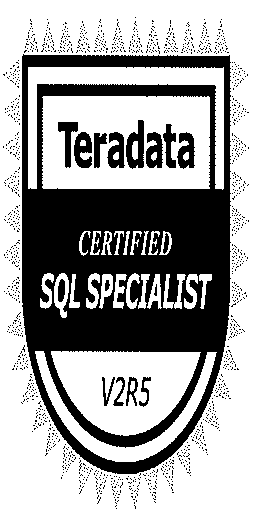 Teradata
CERTIFIED
SQL SPECIALIST
V2R5